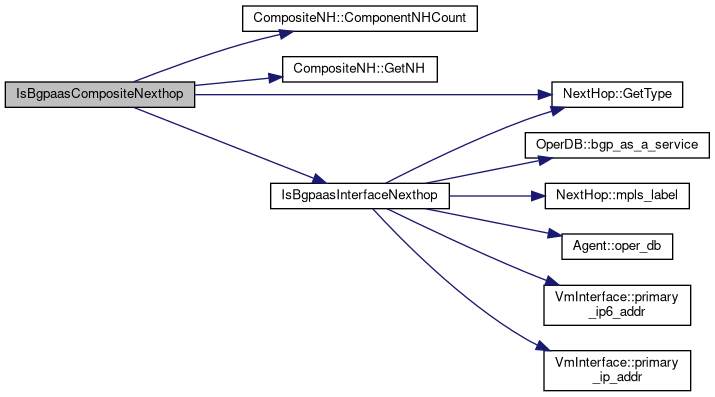 CompositeNH::ComponentNHCount
CompositeNH::GetNH
IsBgpaasCompositeNexthop
NextHop::GetType
OperDB::bgp_as_a_service
IsBgpaasInterfaceNexthop
NextHop::mpls_label
Agent::oper_db
VmInterface::primary
_ip6_addr
VmInterface::primary
_ip_addr